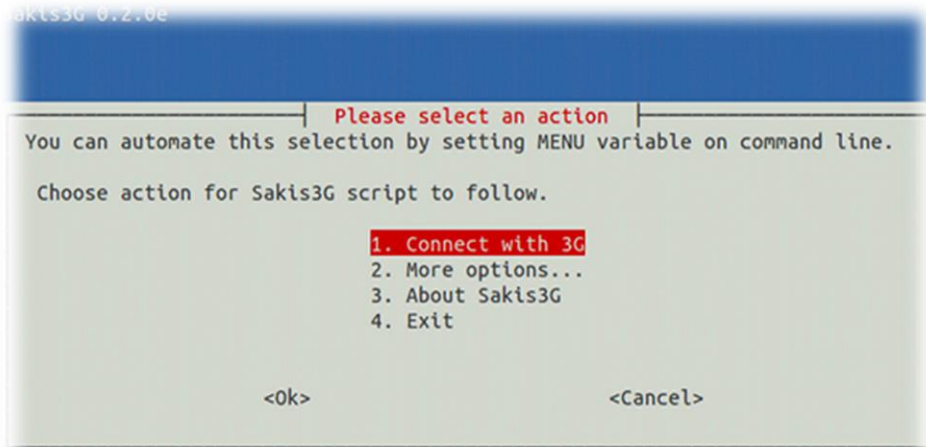 Sakis3G 0.2.0e
Please select an action
You can automate this selection by setting MENU variable on command line.
Choose action for Sakis3G script to follow.
1. Connect with 3G
2. More options...
3. About Sakis3G
4. Exit
<Ok> <Cancel>